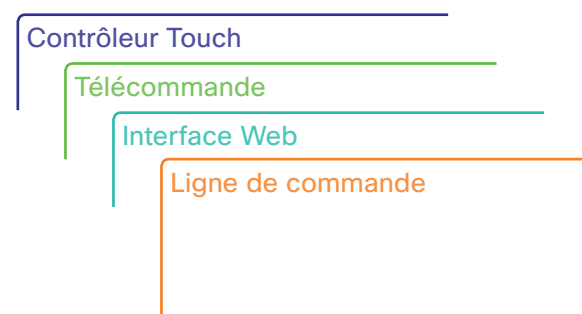 Contrôleur Touch
Télécommande
Interface Web
Ligne de commande